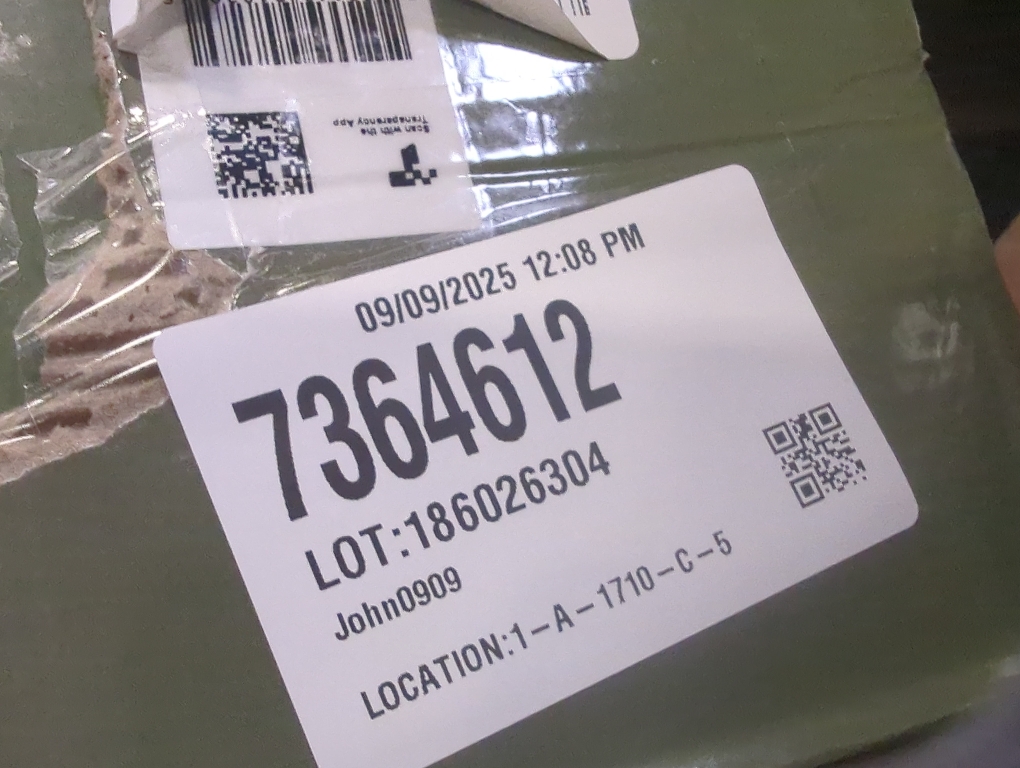 Scan with the
Transparency App
09/09/2025 12:08 PM
7364612
LOT:186026304
John0909
LOCATION:1-A-1710-C-5